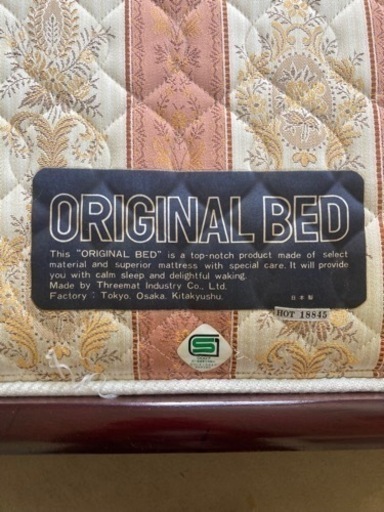 ORIGINAL BED
This "ORIGINAL BED" is a top-notch product made of select
material and superior mattress with special care. It will provide
you with calm sleep and delightful waking.
Made by Threemat Industry Co., Ltd.
Factory : Tokyo. Osaka. Kitakyushu.
日本製
HOT 18845